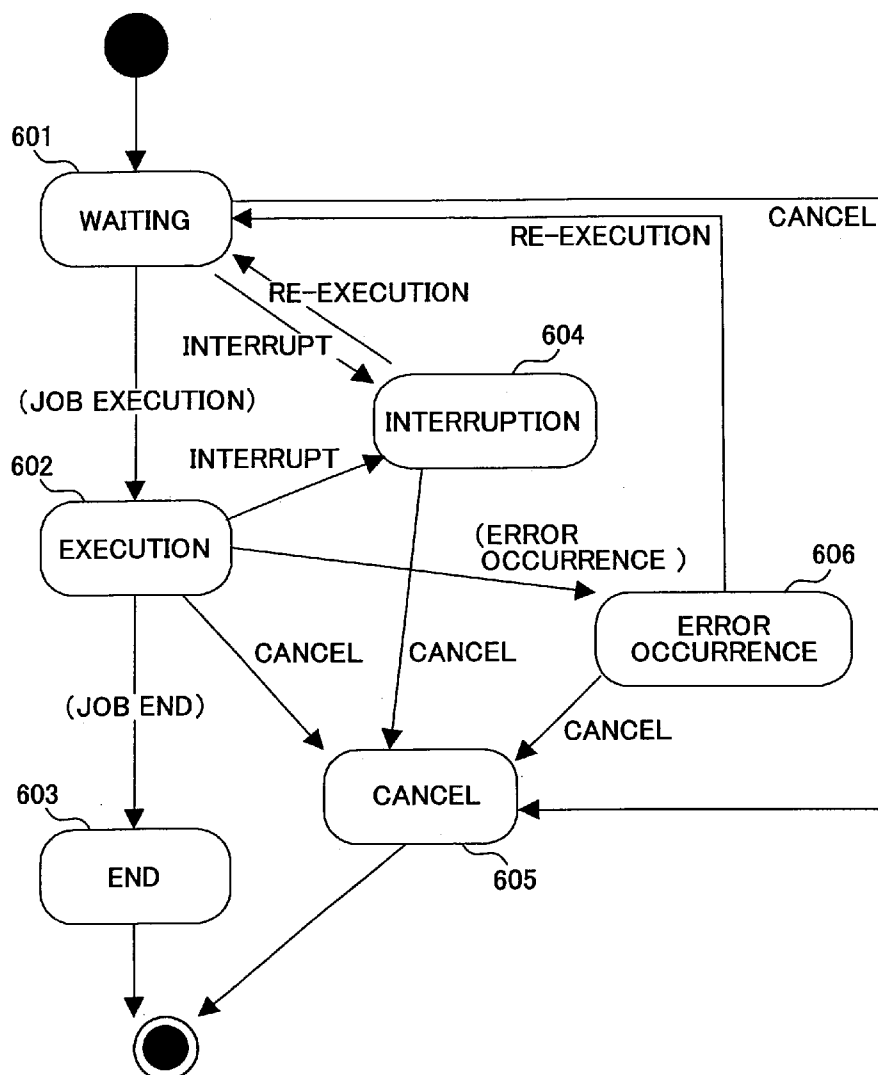 601
WAITING
CANCEL
RE-EXECUTION
RE-EXECUTION
INTERRUPT
604
(JOB EXECUTION)
INTERRUPTION
INTERRUPT
602
EXECUTION
(ERROR
OCCURRENCE )
606
ERROR
OCCURRENCE
CANCEL
CANCEL
(JOB END)
CANCEL
603
CANCEL
END
605